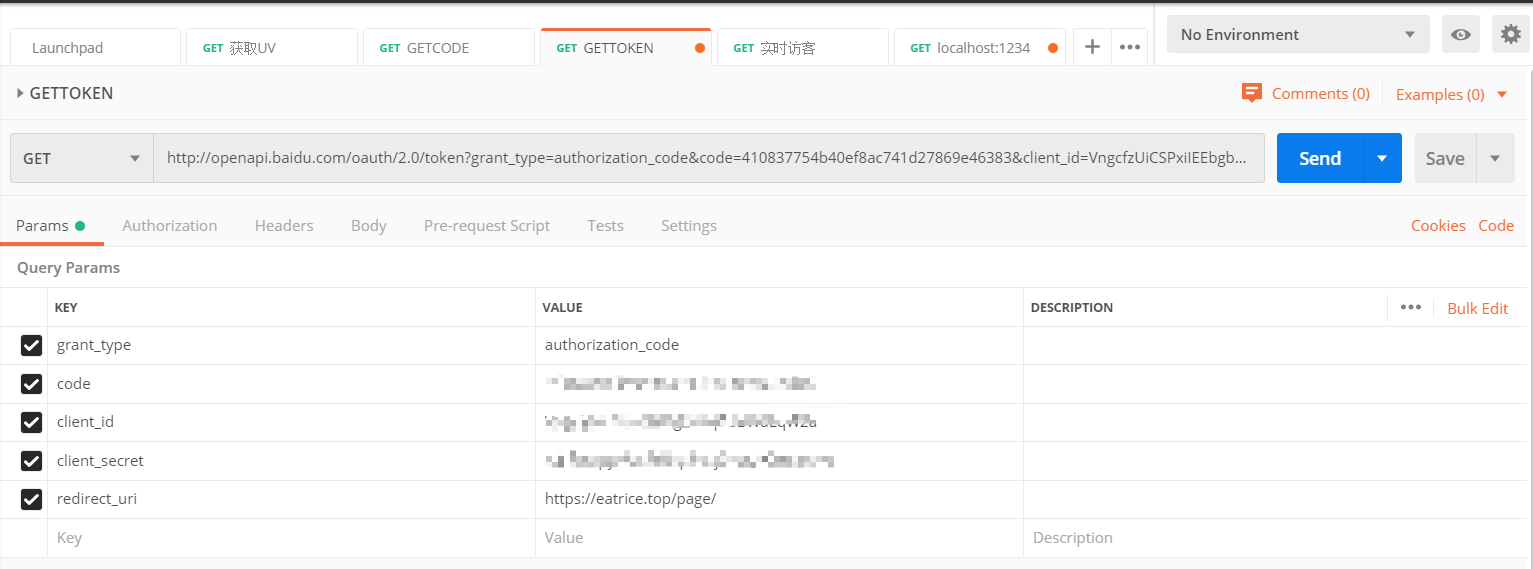 Launchpad GET 获取UV GET GETCODE GET GETTOKEN GET 实时访客 GET localhost:1234 No Environment
GETTOKEN Comments (0) Examples (0)
GET http://openapi.baidu.com/oauth/2.0/token?grant_type=authorization_code&code=410837754b40ef8ac741d27869e46383&client_id=VngcfzUiCSPxiIEEbgb... Send Save
Params Authorization Headers Body Pre-request Script Tests Settings Cookies Code
Query Params
KEY VALUE DESCRIPTION Bulk Edit
grant_type authorization_code
code
client_id
client_secret
redirect_uri https://eatrice.top/page/
Key Value Description